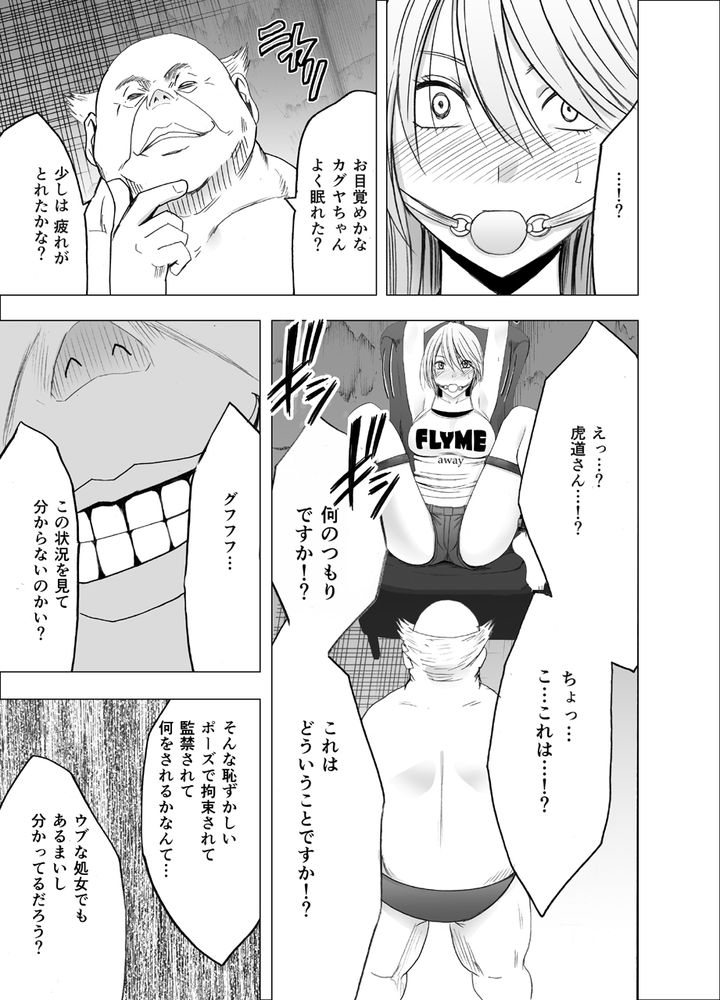 …!?
お目覚めかな
カグヤちゃん
よく眠れた?
少しは 疲れが
とれたかな?
えっ…?
虎道さん…!?
ちょっ…
こ…これは…!?
FLYME
away
何のつもり
ですか!?
これは
どういうことですか!?
グフフフ…
この状況を見て
分からないのかい?
そんな恥ずかしい
ポーズで拘束されて
監禁されて
何をされるかなんて…
ウブな処女でも
あるまいし
分かってるだろう?